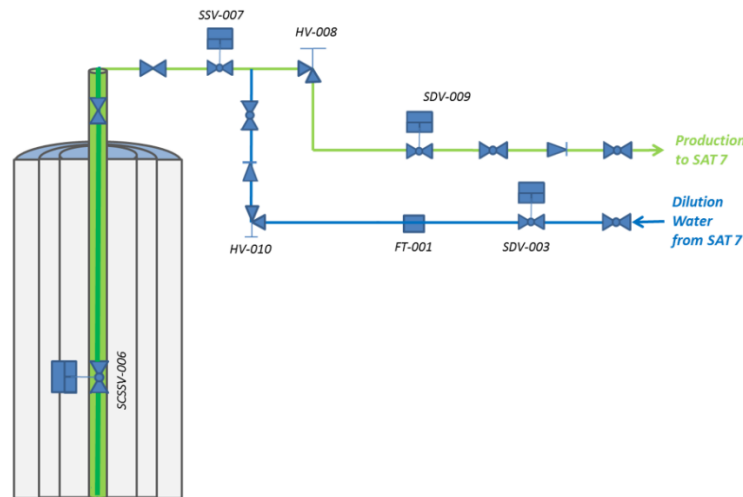 SSV-007
HV-008
SDV-009
Production
to SAT 7
Dilution
Water
from SAT 7
HV-010
FT-001
SDV-003
SCSSV-006